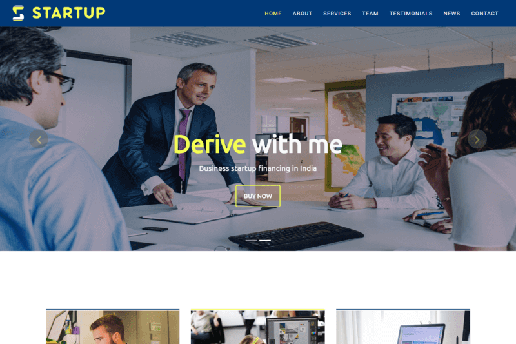 STARTUP
HOME ABOUT SERVICES TEAM TESTIMONIALS NEWS CONTACT
Derive with me
Business startup financing in India
BUY NOW